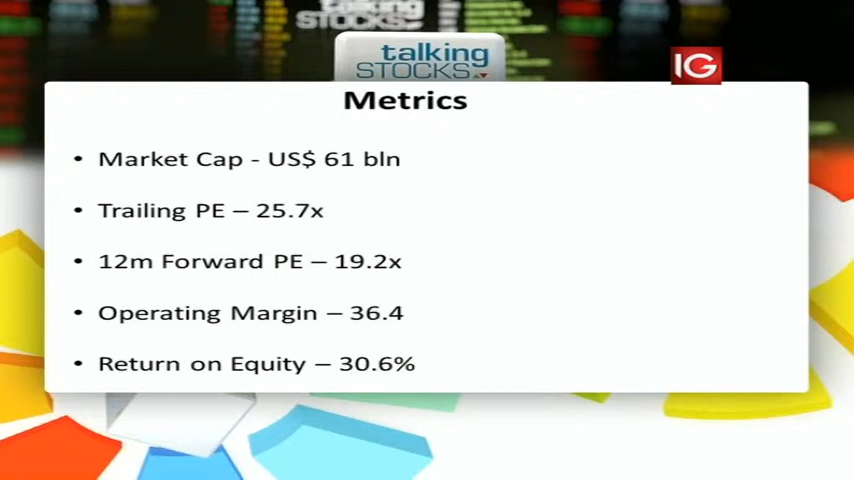 STOCKS
talking
STOCKS
IG
Metrics
• Market Cap - US$ 61 bln
• Trailing PE – 25.7x
• 12m Forward PE – 19.2x
• Operating Margin – 36.4
• Return on Equity – 30.6%